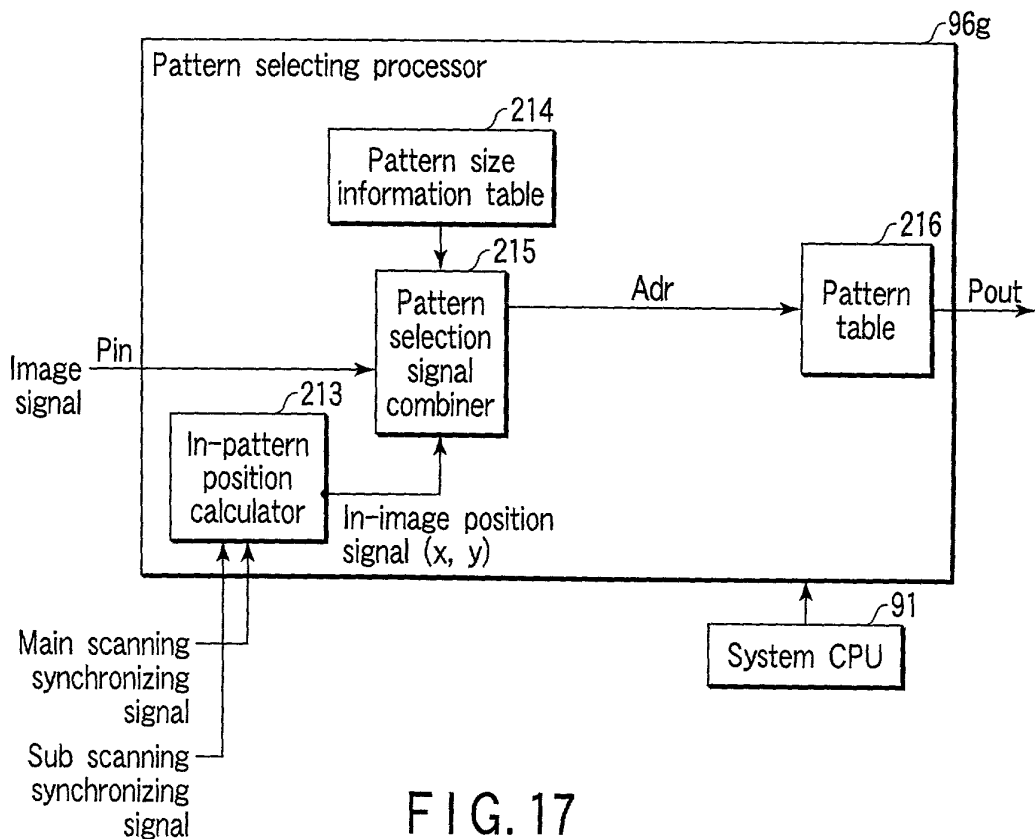 96g
Pattern selecting processor
214
Pattern size
information table
215
216
Pattern
selection
signal
combiner
Adr
Pattern
table
Pout
Pin
Image
signal
213
In-pattern
position
calculator
In-image position
signal (x, y)
91
System CPU
Main scanning
synchronizing
signal
Sub scanning
synchronizing
signal
FIG. 17